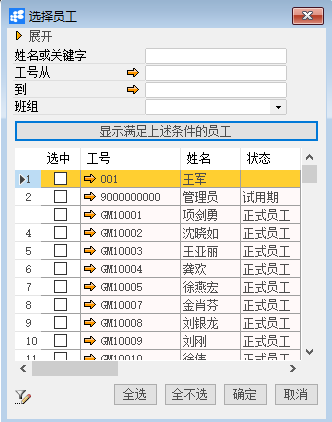 选择员工
展开
姓名或关键字
工号从
到
班组
显示满足上述条件的员工
选中 工号 姓名 状态
1 001 王军
2 9000000000 管理员 试用期
GM10001 项剑勇 正式员工
4 GM10002 沈晓如 正式员工
5 GM10003 王亚丽 正式员工
6 GM10004 龚欢 正式员工
7 GM10005 徐燕宏 正式员工
8 GM10007 金肖芬 正式员工
9 GM10008 刘银龙 正式员工
10 GM10009 刘刚 正式员工
11 GM10010 徐伟 正式员工
全选 全不选 确定 取消